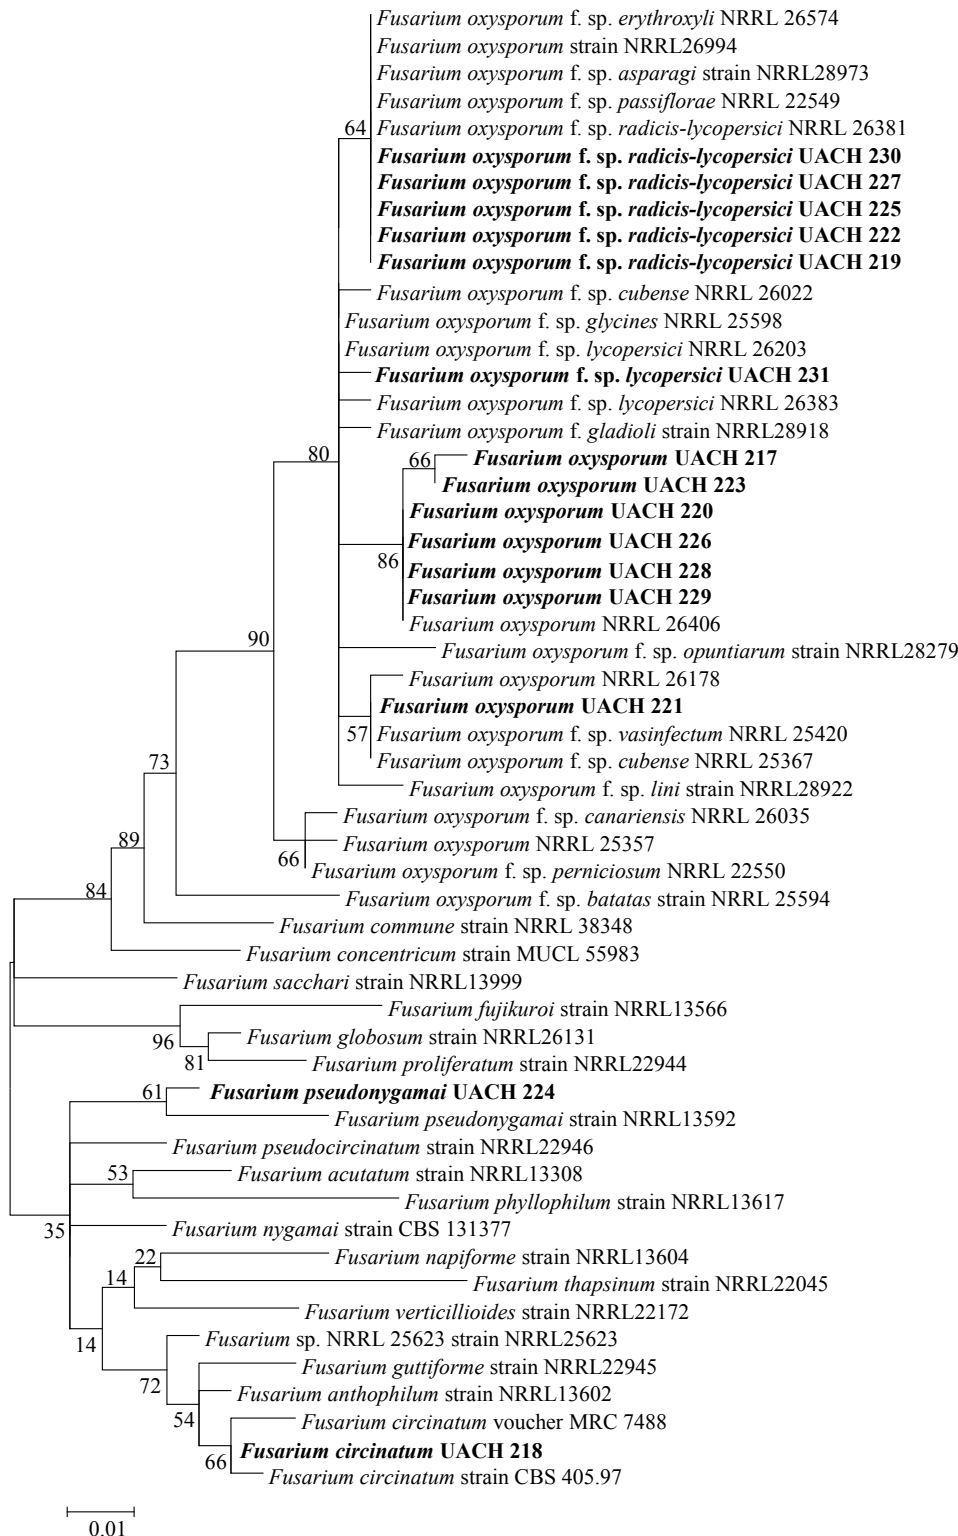 Fusarium oxysporum f. sp. erythroxyli NRRL 26574
Fusarium oxysporum strain NRRL26994
Fusarium oxysporum f. sp. asparagi strain NRRL28973
Fusarium oxysporum f. sp. passiflorae NRRL 22549
64
Fusarium oxysporum f. sp. radicis-lycopersici NRRL 26381
Fusarium oxysporum f. sp. radicis-lycopersici UACH 230
Fusarium oxysporum f. sp. radicis-lycopersici UACH 227
Fusarium oxysporum f. sp. radicis-lycopersici UACH 225
Fusarium oxysporum f. sp. radicis-lycopersici UACH 222
Fusarium oxysporum f. sp. radicis-lycopersici UACH 219
Fusarium oxysporum f. sp. cubense NRRL 26022
Fusarium oxysporum f. sp. glycines NRRL 25598
Fusarium oxysporum f. sp. lycopersici NRRL 26203
Fusarium oxysporum f. sp. lycopersici UACH 231
Fusarium oxysporum f. sp. lycopersici NRRL 26383
Fusarium oxysporum f. gladioli strain NRRL28918
80
66
Fusarium oxysporum UACH 217
Fusarium oxysporum UACH 223
Fusarium oxysporum UACH 220
Fusarium oxysporum UACH 226
86
Fusarium oxysporum UACH 228
Fusarium oxysporum UACH 229
Fusarium oxysporum NRRL 26406
90
Fusarium oxysporum f. sp. opuntiarum strain NRRL28279
Fusarium oxysporum NRRL 26178
Fusarium oxysporum UACH 221
57
Fusarium oxysporum f. sp. vasinfectum NRRL 25420
Fusarium oxysporum f. sp. cubense NRRL 25367
73
Fusarium oxysporum f. sp. lini strain NRRL28922
Fusarium oxysporum f. sp. canariensis NRRL 26035
89
Fusarium oxysporum NRRL 25357
66
Fusarium oxysporum f. sp. perniciosum NRRL 22550
84
Fusarium oxysporum f. sp. batatas strain NRRL 25594
Fusarium commune strain NRRL 38348
Fusarium concentricum strain MUCL 55983
Fusarium sacchari strain NRRL13999
Fusarium fujikuroi strain NRRL13566
96
Fusarium globosum strain NRRL26131
81
Fusarium proliferatum strain NRRL22944
61
Fusarium pseudonygamai UACH 224
Fusarium pseudonygamai strain NRRL13592
Fusarium pseudocircinatum strain NRRL22946
53
Fusarium acutatum strain NRRL13308
Fusarium phyllophilum strain NRRL13617
35
Fusarium nygamai strain CBS 131377
22
Fusarium napiforme strain NRRL13604
14
Fusarium thapsinum strain NRRL22045
Fusarium verticillioides strain NRRL22172
14
Fusarium sp. NRRL 25623 strain NRRL25623
Fusarium guttiforme strain NRRL22945
72
Fusarium anthophilum strain NRRL13602
54
Fusarium circinatum voucher MRC 7488
Fusarium circinatum UACH 218
66
Fusarium circinatum strain CBS 405.97
0.01